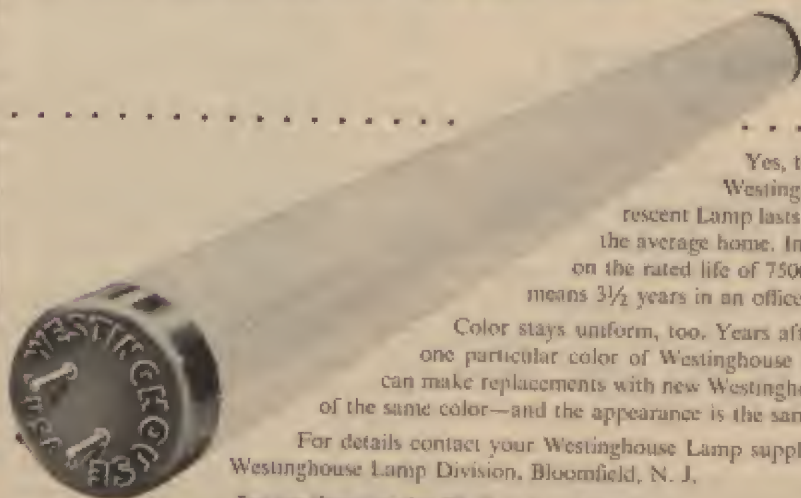 WESTINGHOUSE
USA
Yes, t
Westing
rescent Lamp lasts
the average home. In
on the rated life of 750
means 3½ years in an office
Color stays uniform, too. Years aft
one particular color of Westinghouse
can make replacements with new Westingho
of the same color—and the appearance is the sam
For details contact your Westinghouse Lamp suppl
Westinghouse Lamp Division, Bloomfield, N. J.